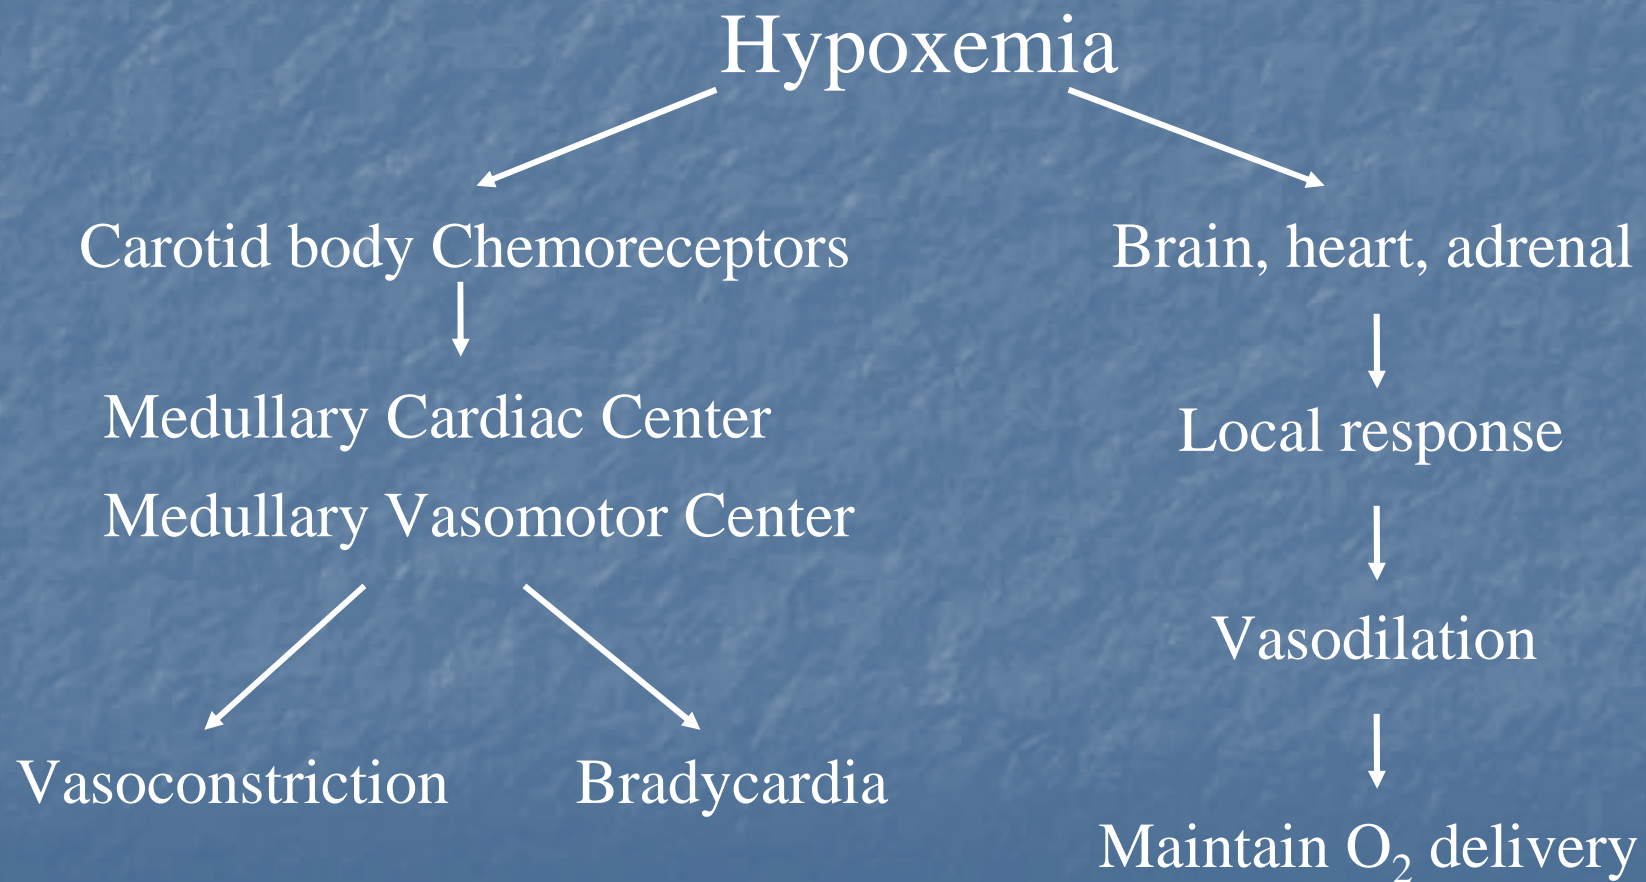 Hypoxemia
Carotid body Chemoreceptors
Brain, heart, adrenal
Medullary Cardiac Center
Local response
Medullary Vasomotor Center
Vasodilation
Vasoconstriction
Bradycardia
Maintain O₂ delivery